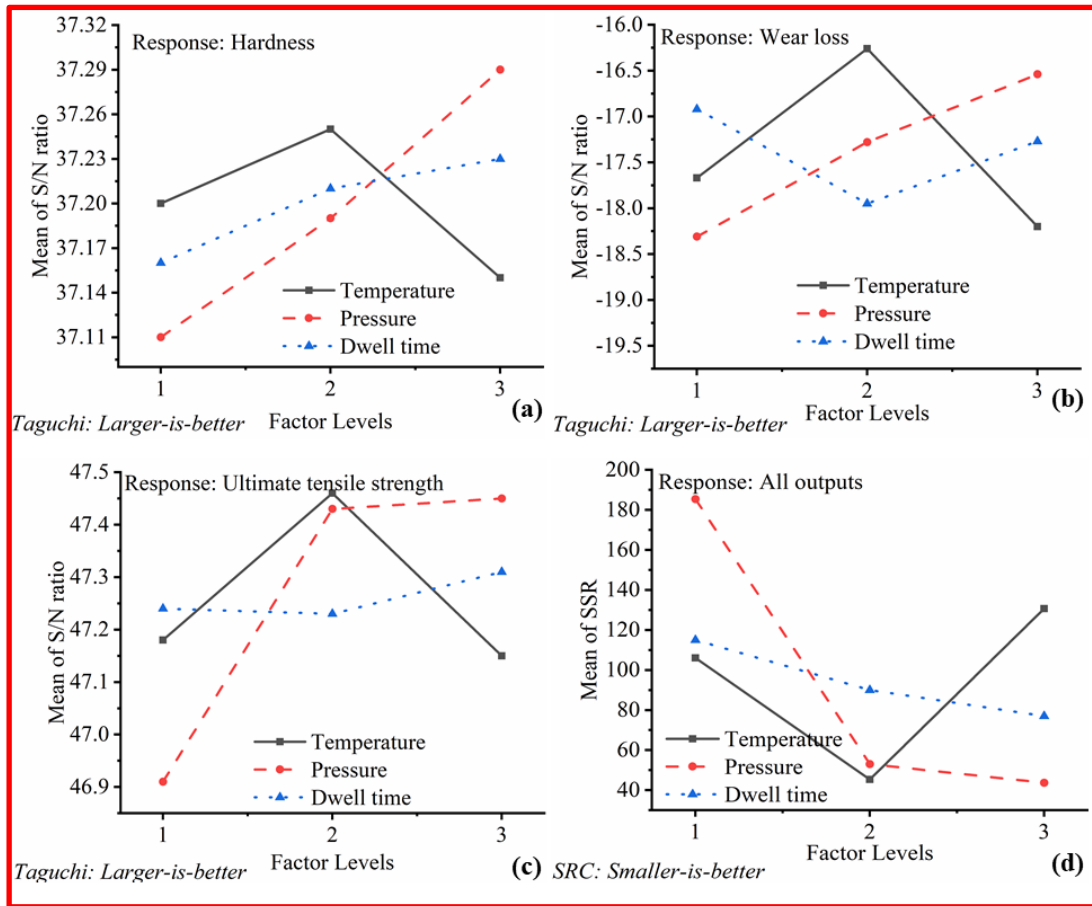 Response: Hardness
37.32
37.29
37.26
37.23
37.20
37.17
37.14
37.11
Mean of S/N ratio
Temperature
Pressure
Dwell time
1
2
3
Factor Levels
(a)
Taguchi: Larger-is-better
Response: Wear loss
-16.0
-16.5
-17.0
-17.5
-18.0
-18.5
-19.0
-19.5
Mean of S/N ratio
Temperature
Pressure
Dwell time
1
2
3
Factor Levels
(b)
Taguchi: Larger-is-better
Response: Ultimate tensile strength
47.5
47.4
47.3
47.2
47.1
47.0
46.9
Mean of S/N ratio
Temperature
Pressure
Dwell time
1
2
3
Factor Levels
(c)
Taguchi: Larger-is-better
Response: All outputs
200
180
160
140
120
100
80
60
40
Mean of SSR
Temperature
Pressure
Dwell time
1
2
3
Factor Levels
(d)
SRC: Smaller-is-better